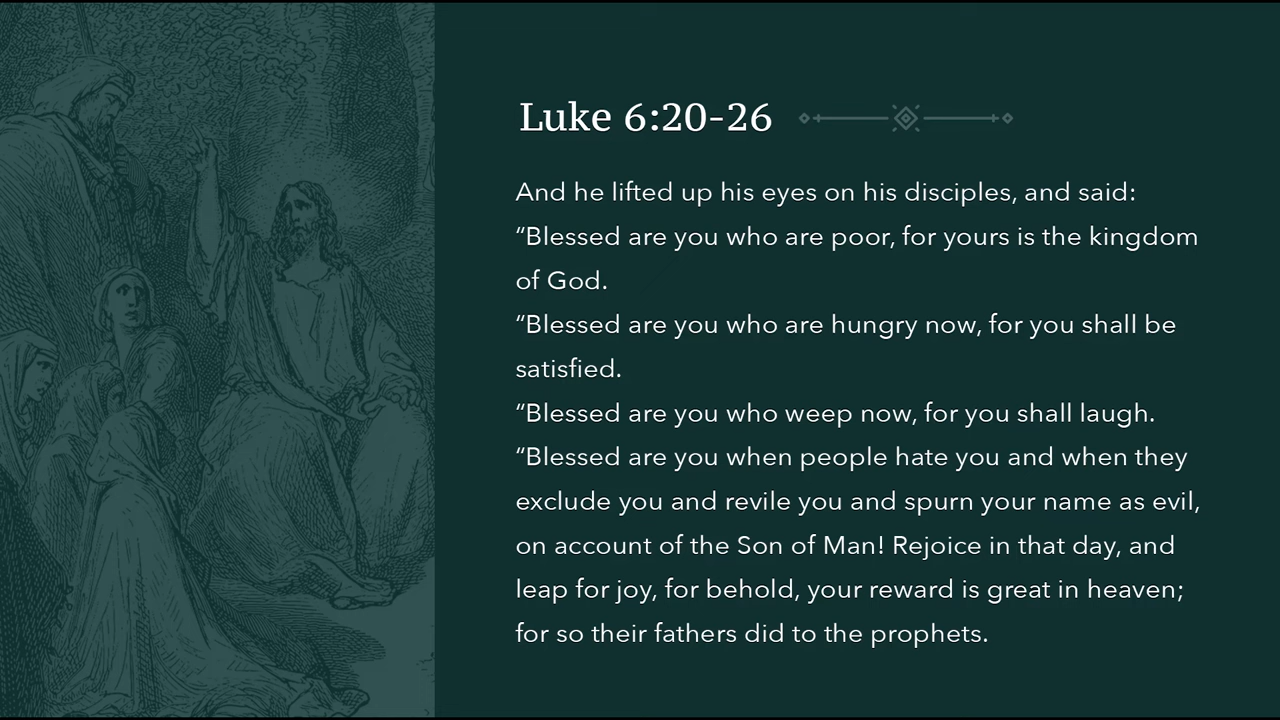 Luke 6:20-26
And he lifted up his eyes on his disciples, and said:
“Blessed are you who are poor, for yours is the kingdom
of God.
“Blessed are you who are hungry now, for you shall be
satisfied.
“Blessed are you who weep now, for you shall laugh.
“Blessed are you when people hate you and when they
exclude you and revile you and spurn your name as evil,
on account of the Son of Man! Rejoice in that day, and
leap for joy, for behold, your reward is great in heaven;
for so their fathers did to the prophets.